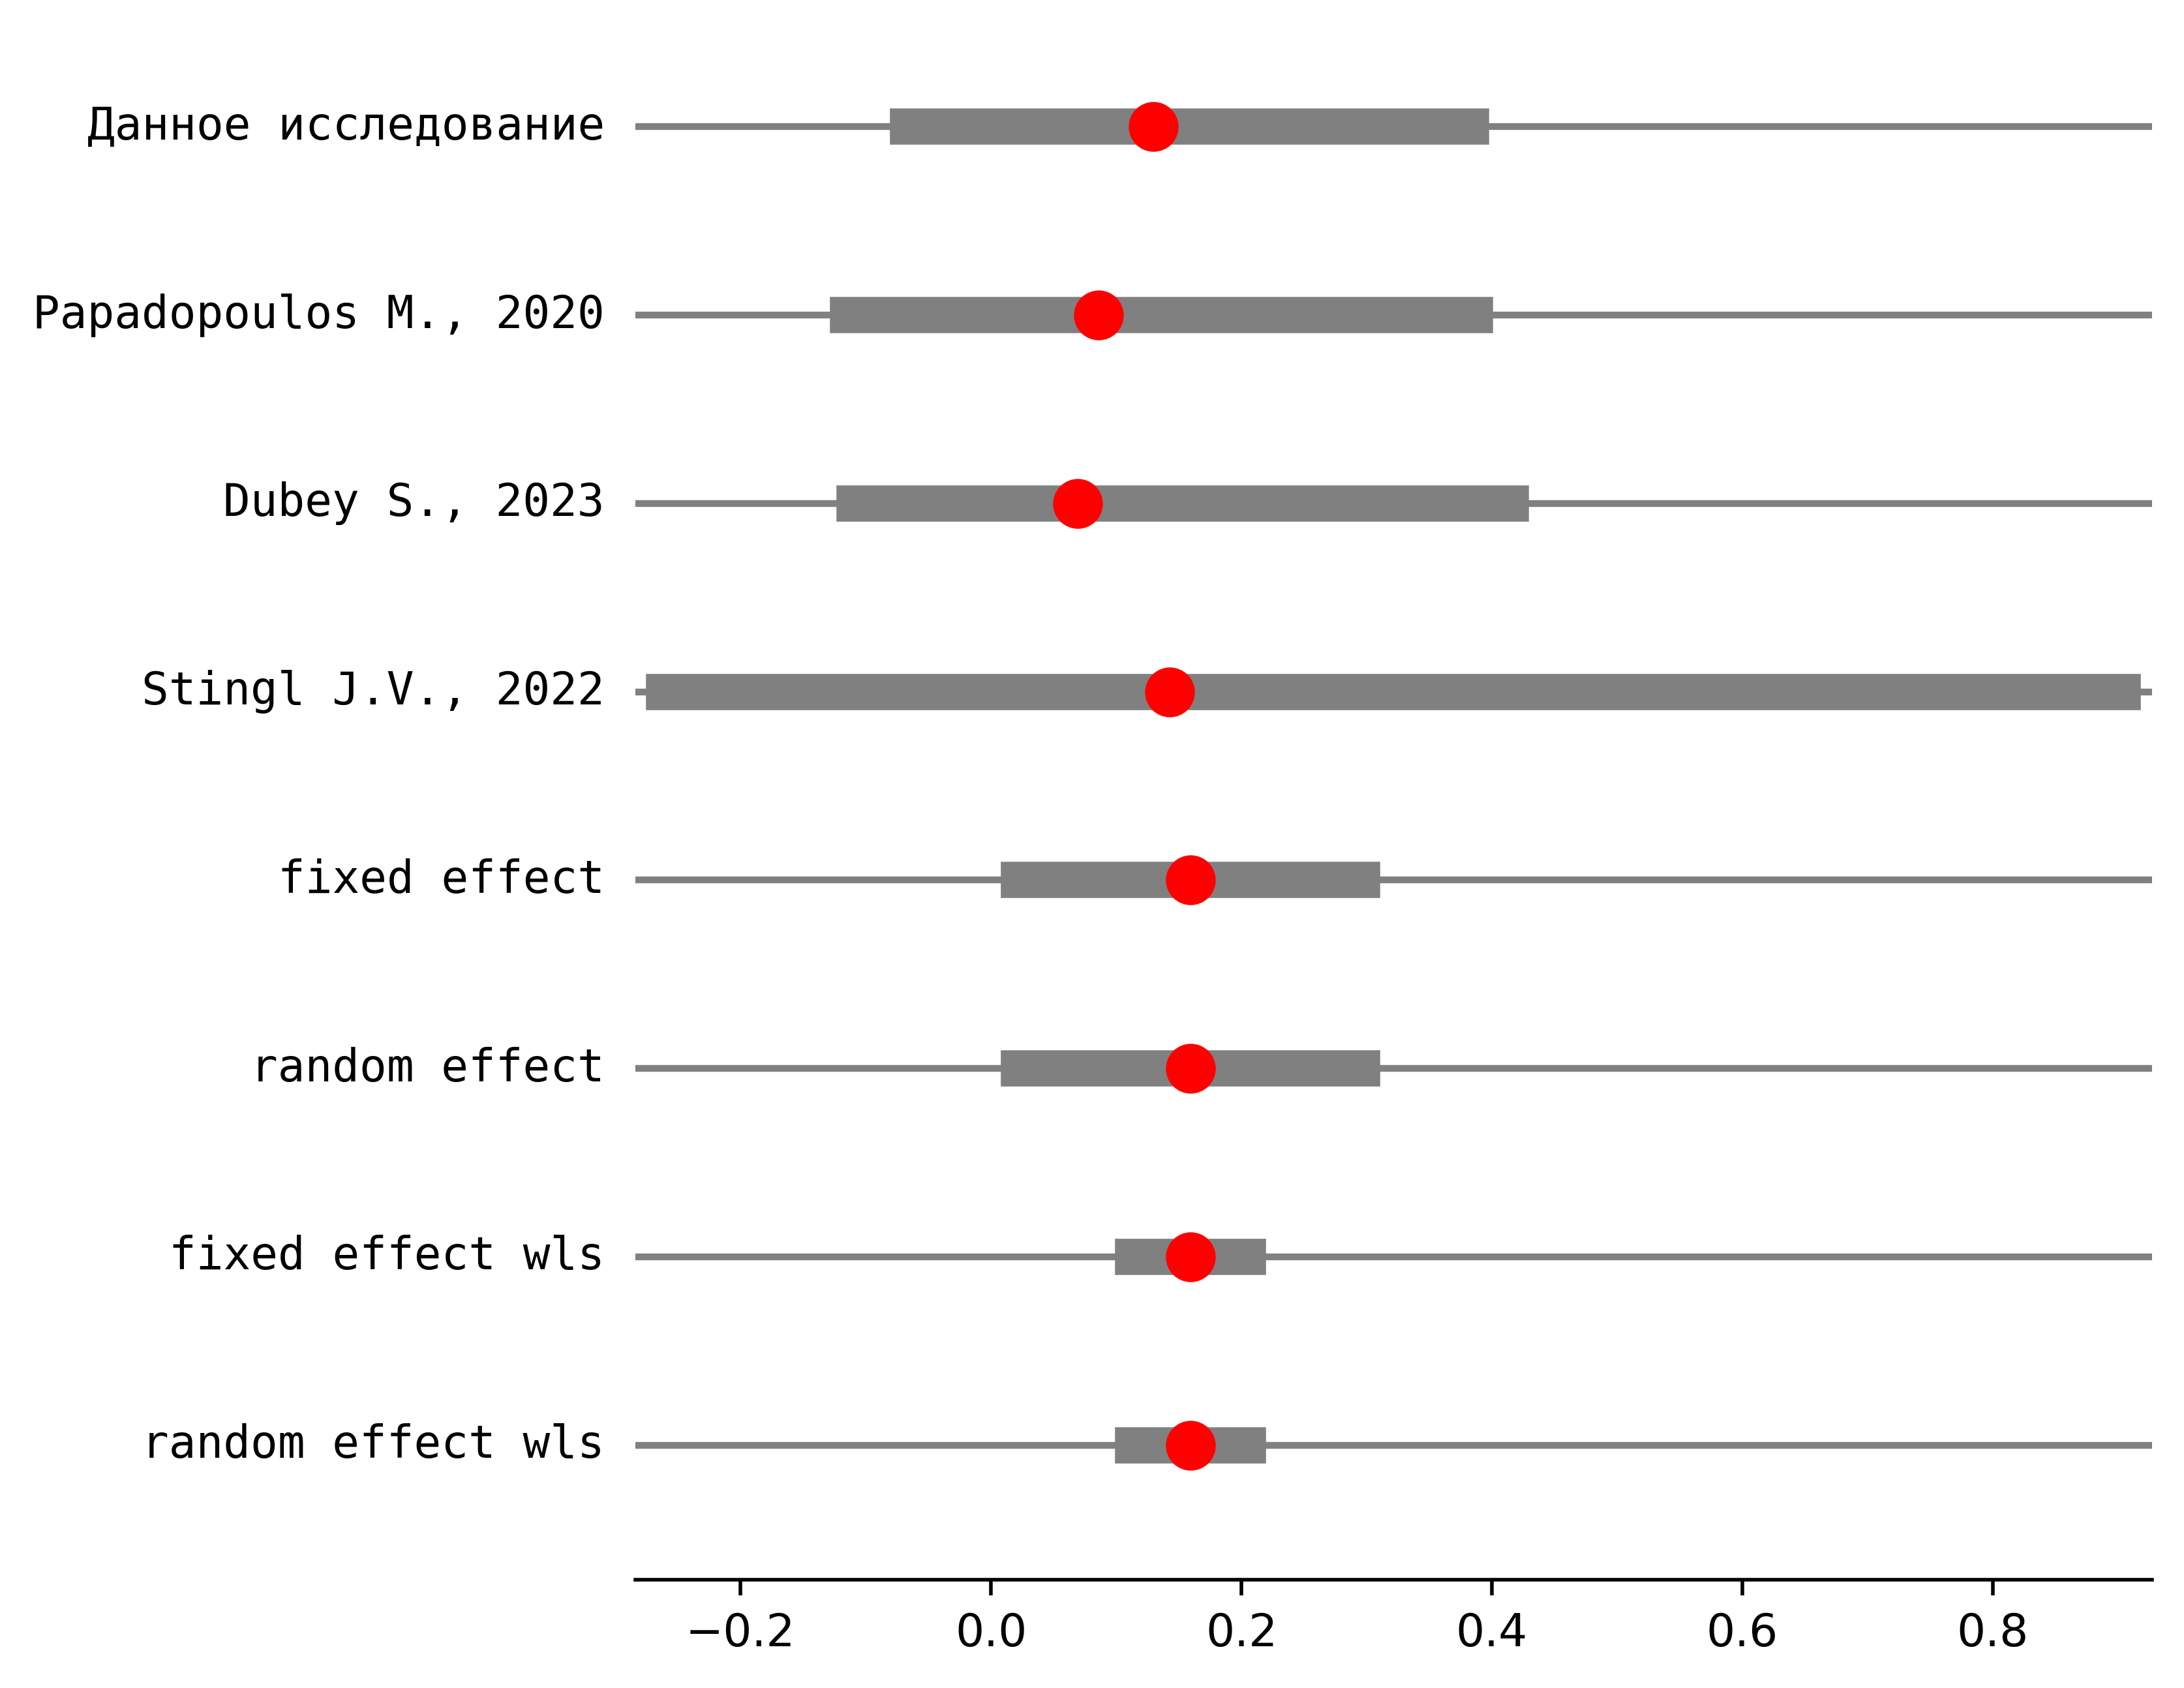 Данное исследование
Papadopoulos M., 2020
Dubey S., 2023
Stingl J.V., 2022
fixed effect
random effect
fixed effect wls
random effect wls
−0.2 0.0 0.2 0.4 0.6 0.8